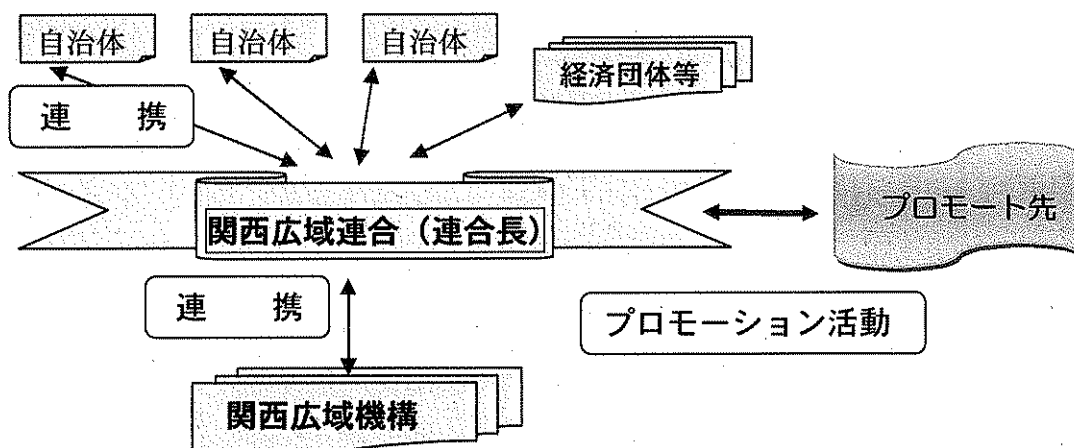 自治体 自治体 自治体
経済団体等
連　携
関西広域連合（連合長）
プロモート先
連　携
プロモーション活動
関西広域機構